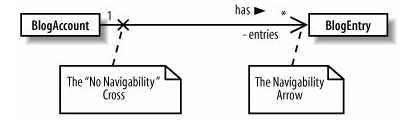 has ► *
BlogAccount 1 BlogEntry
- entries
The "No Navigability"
Cross
The Navigability
Arrow